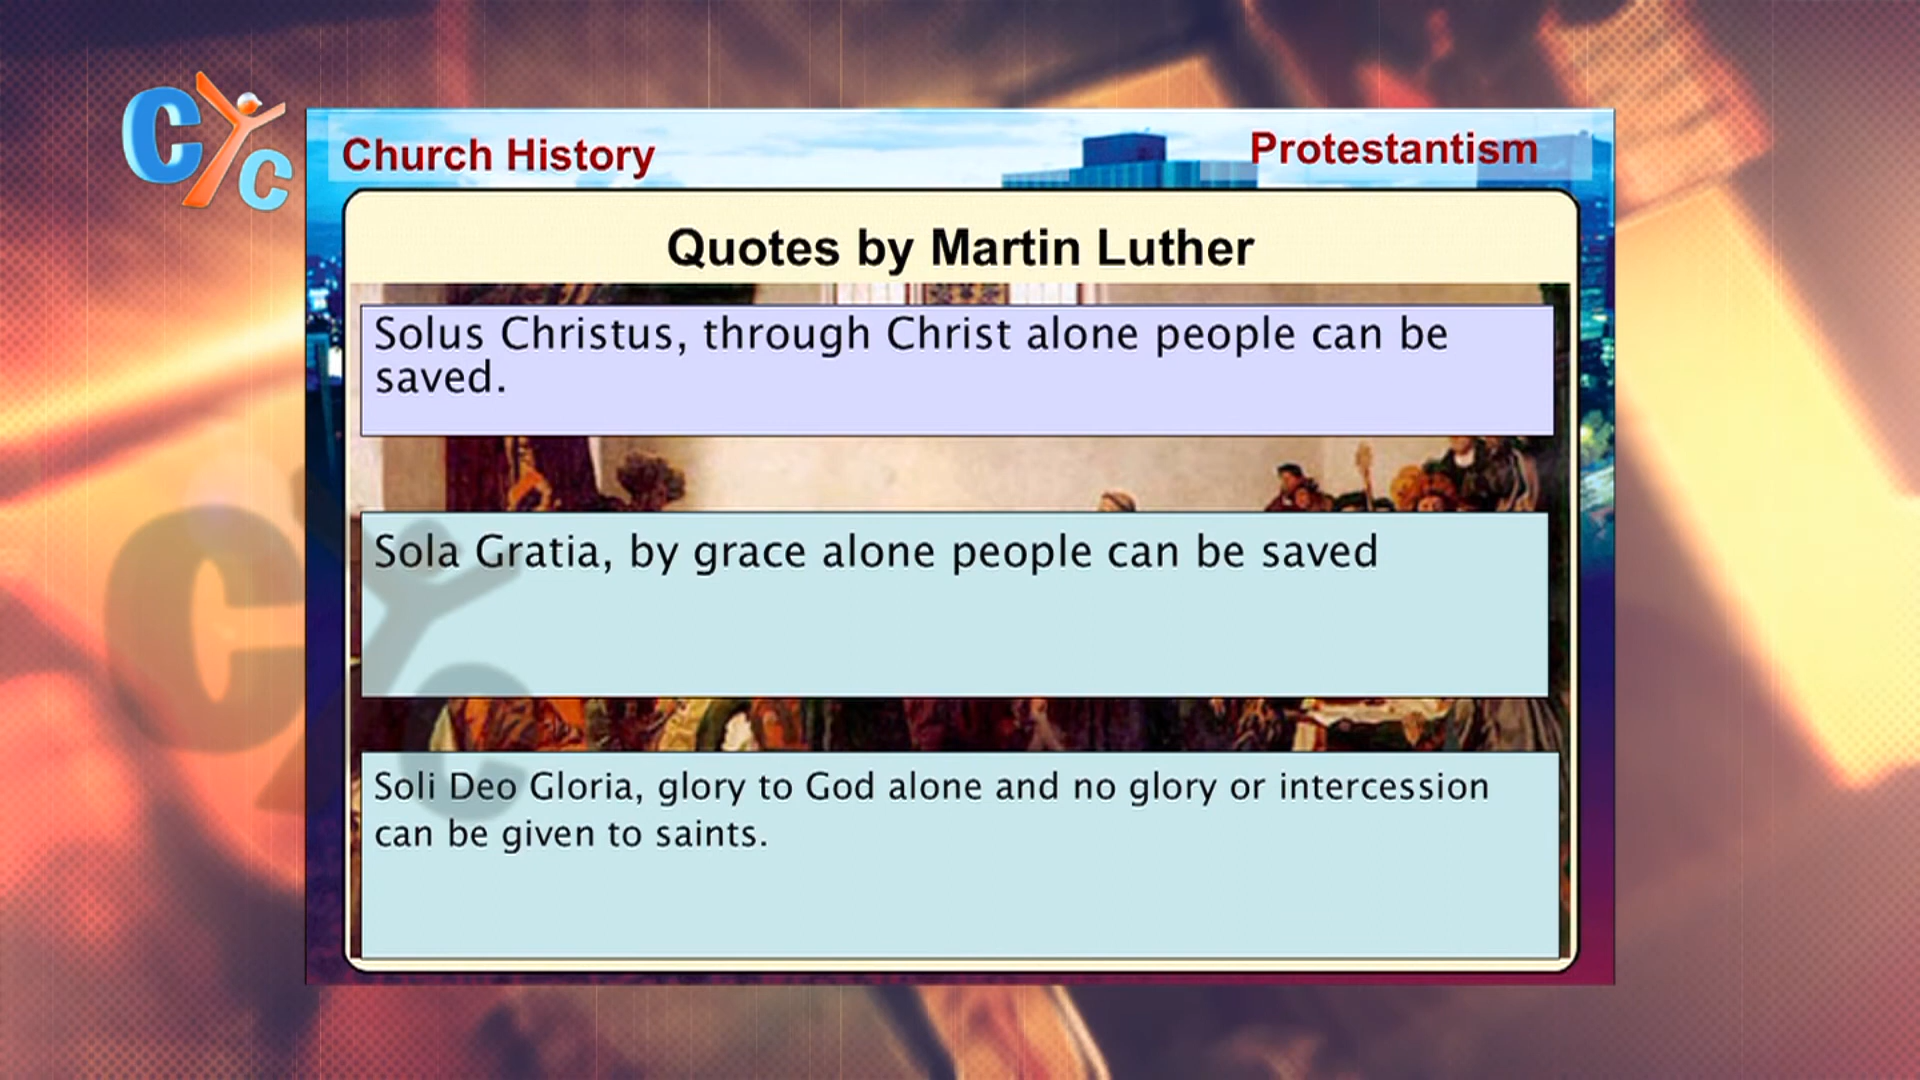 CYC
Church History
Protestantism
Quotes by Martin Luther
Solus Christus, through Christ alone people can be
saved.
Sola Gratia, by grace alone people can be saved
Soli Deo Gloria, glory to God alone and no glory or intercession
can be given to saints.